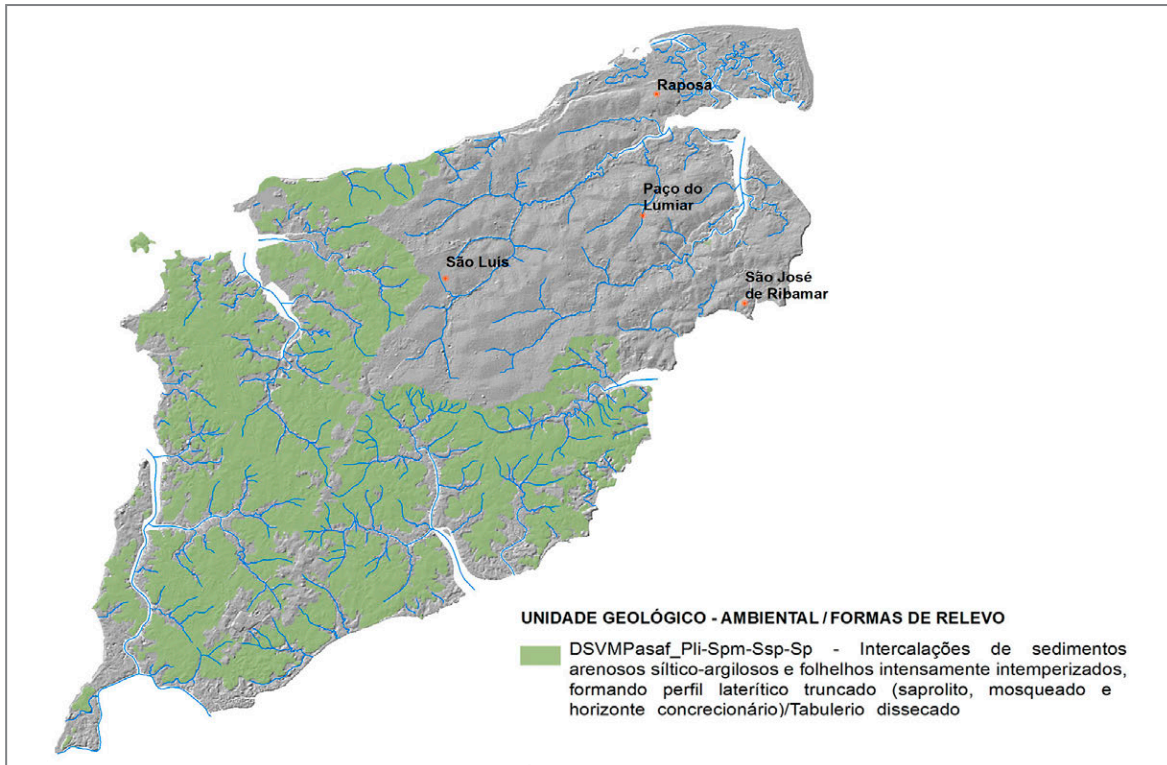 Raposa
Paço do
Lumiar
São Luís
São José
de Ribamar
UNIDADE GEOLÓGICO - AMBIENTAL / FORMAS DE RELEVO
DSVMPasaf_Pli-Spm-Ssp-Sp - Intercalações de sedimentos
arenosos síltico-argilosos e folhelhos intensamente intemperizados,
formando perfil laterítico truncado (saprolito, mosqueado e
horizonte concrecionário)/Tabulerio dissecado